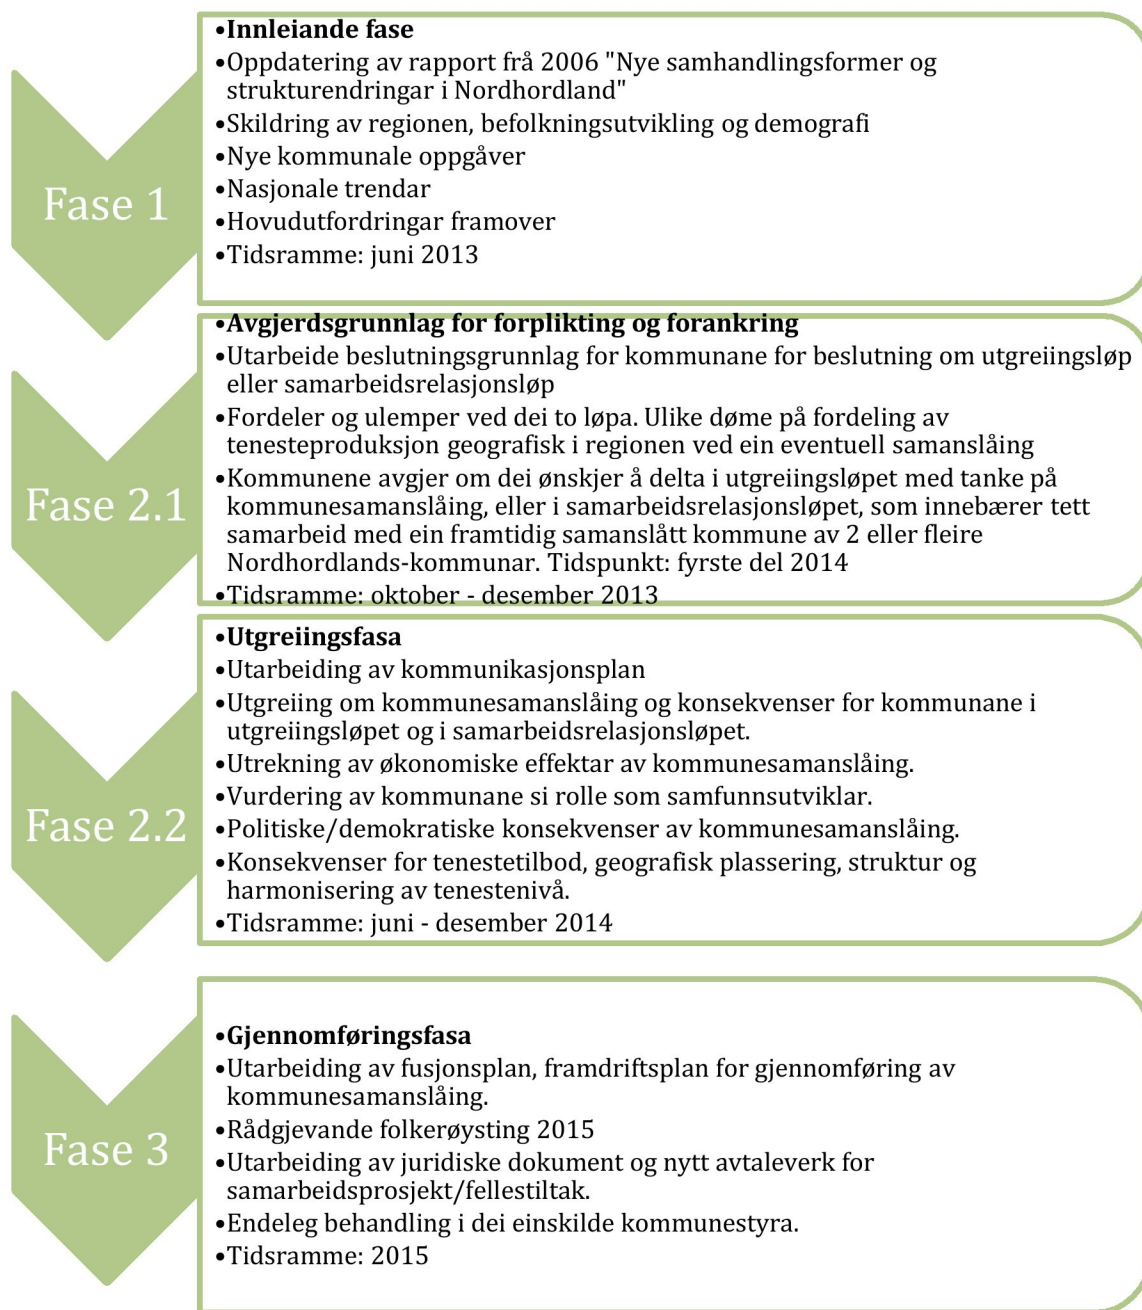 •Innleiande fase
•Oppdatering av rapport frå 2006 "Nye samhandlingsformer og
strukturendringar i Nordhordland"
•Skildring av regionen, befolkningsutvikling og demografi
•Nye kommunale oppgåver
•Nasjonale trendar
•Hovudutfordringar framover
•Tidsramme: juni 2013
Fase 1
•Avgjerdsgrunnlag for forplikting og forankring
•Utarbeide beslutningsgrunnlag for kommunane for beslutning om utgreiingsløp
eller samarbeidsrelasjonsløp
•Fordeler og ulemper ved dei to løpa. Ulike døme på fordeling av
tenesteproduksjon geografisk i regionen ved ein eventuell samanslåing
•Kommunene avgjer om dei ønskjer å delta i utgreiingsløpet med tanke på
kommunesamanslåing, eller i samarbeidsrelasjonsløpet, som innebærer tett
samarbeid med ein framtidig samanslått kommune av 2 eller fleire
Nordhordlands-kommunar. Tidspunkt: fyrste del 2014
•Tidsramme: oktober - desember 2013
Fase 2.1
•Utgreiingsfasa
•Utarbeiding av kommunikasjonsplan
•Utgreiing om kommunesamanslåing og konsekvenser for kommunane i
utgreiingsløpet og i samarbeidsrelasjonsløpet.
•Utrekning av økonomiske effektar av kommunesamanslåing.
•Vurdering av kommunane si rolle som samfunnsutviklar.
•Politiske/demokratiske konsekvenser av kommunesamanslåing.
•Konsekvenser for tenestetilbod, geografisk plassering, struktur og
harmonisering av tenestenivå.
•Tidsramme: juni - desember 2014
Fase 2.2
•Gjennomføringsfasa
•Utarbeiding av fusjonsplan, framdriftsplan for gjennomføring av
kommunesamanslåing.
•Rådgjevande folkerøysting 2015
•Utarbeiding av juridiske dokument og nytt avtaleverk for
samarbeidsprosjekt/fellestiltak.
•Endeleg behandling i dei einskilde kommunestyra.
•Tidsramme: 2015
Fase 3